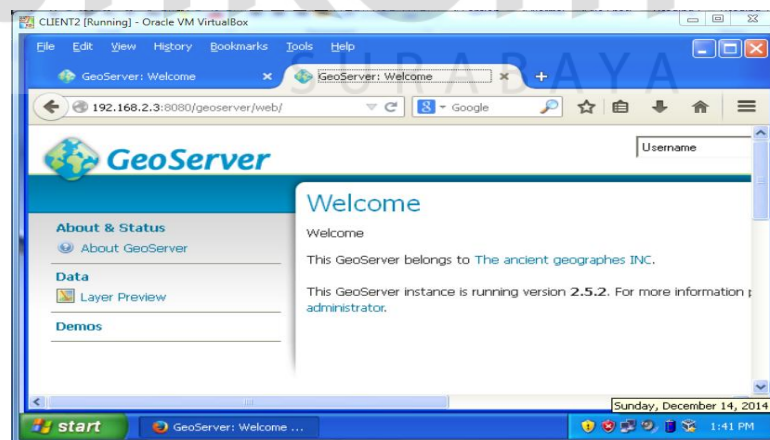 CLIENT2 [Running] - Oracle VM VirtualBox
File Edit View History Bookmarks Tools Help
GeoServer: Welcome × GeoServer: Welcome × +
SURABAYA
192.168.2.3:8080/geoserver/web/ 8 Google
GeoServer Username
Welcome
About & Status
Welcome
About GeoServer
This GeoServer belongs to The ancient geographes INC.
Data
Layer Preview
This GeoServer instance is running version 2.5.2. For more information
administrator.
Demos
Sunday, December 14, 2014
start GeoServer: Welcome ... 1:41 PM